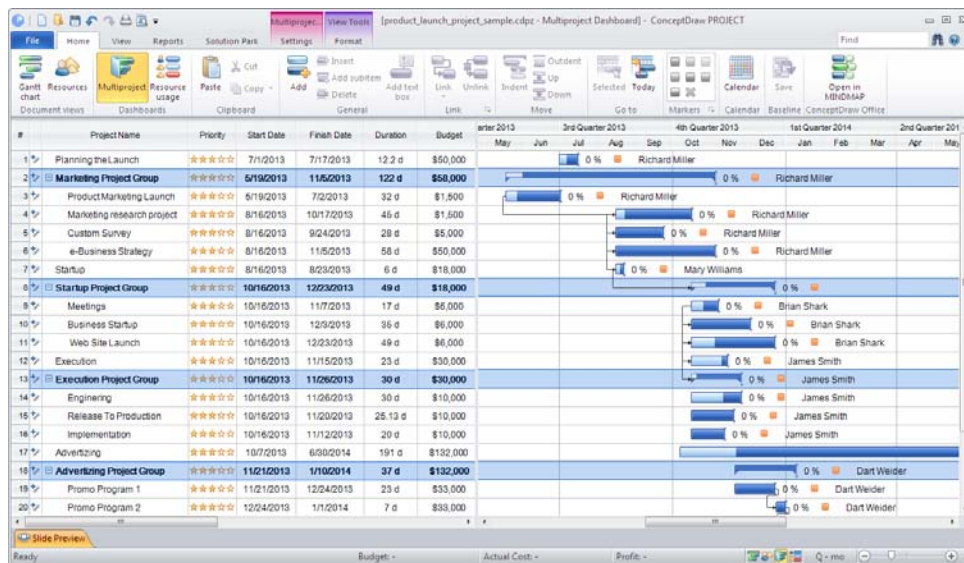 Multiprojec... View Tools [product_launch_project_sample.cdpz - Multiproject Dashboard] - ConceptDraw PROJECT
File Home View Reports Solution Park Settings Format Find
Gantt chart Resources Multiproject Resource usage Paste Cut Copy Add Insert Add subitem Delete Add text box Link Unlink Indent Outdent Up Down Selected Today Calendar Save Open in MINDMAP
Document views Dashboards Clipboard General Link Move Go to Markers Calendar Baseline ConceptDraw Office
# Project Name Priority Start Date Finish Date Duration Budget arter 2013 3rd Quarter 2013 4th Quarter 2013 1st Quarter 2014 2nd Quarter 201
May Jun Jul Aug Sep Oct Nov Dec Jan Feb Mar Apr May
1 Planning the Launch 7/1/2013 7/17/2013 12.2 d $50,000 0 % Richard Miller
2 Marketing Project Group 5/19/2013 11/5/2013 122 d $58,000 0 % Richard Miller
3 Product Marketing Launch 5/19/2013 7/2/2013 32 d $1,500 0 % Richard Miller
4 Marketing research project 8/16/2013 10/17/2013 45 d $1,500 0 % Richard Miller
5 Custom Survey 8/16/2013 9/24/2013 28 d $5,000 0 % Richard Miller
6 e-Business Strategy 8/16/2013 11/5/2013 58 d $50,000 0 % Richard Miller
7 Startup 8/16/2013 8/23/2013 6 d $18,000 0 % Mary Williams
8 Startup Project Group 10/16/2013 12/23/2013 49 d $18,000 0 %
9 Meetings 10/16/2013 11/7/2013 17 d $6,000 0 % Brian Shark
10 Business Startup 10/16/2013 12/3/2013 35 d $6,000 0 % Brian Shark
11 Web Site Launch 10/16/2013 12/23/2013 49 d $6,000 0 % Brian Shark
12 Execution 10/16/2013 11/15/2013 23 d $30,000 0 % James Smith
13 Execution Project Group 10/16/2013 11/26/2013 30 d $30,000 0 % James Smith
14 Enginering 10/16/2013 11/26/2013 30 d $10,000 0 % James Smith
15 Release To Production 10/16/2013 11/20/2013 25.13 d $10,000 0 % James Smith
16 Implementation 10/16/2013 11/12/2013 20 d $10,000 0 % James Smith
17 Advertizing 10/7/2013 6/30/2014 191 d $132,000
18 Advertizing Project Group 11/21/2013 1/10/2014 37 d $132,000 0 % Dart Weider
19 Promo Program 1 11/21/2013 12/24/2013 23 d $33,000 0 % Dart Weider
20 Promo Program 2 12/24/2013 1/1/2014 7 d $33,000 0 % Dart Weider
Slide Preview
Ready Budget: - Actual Cost: - Profit: - Q - mo